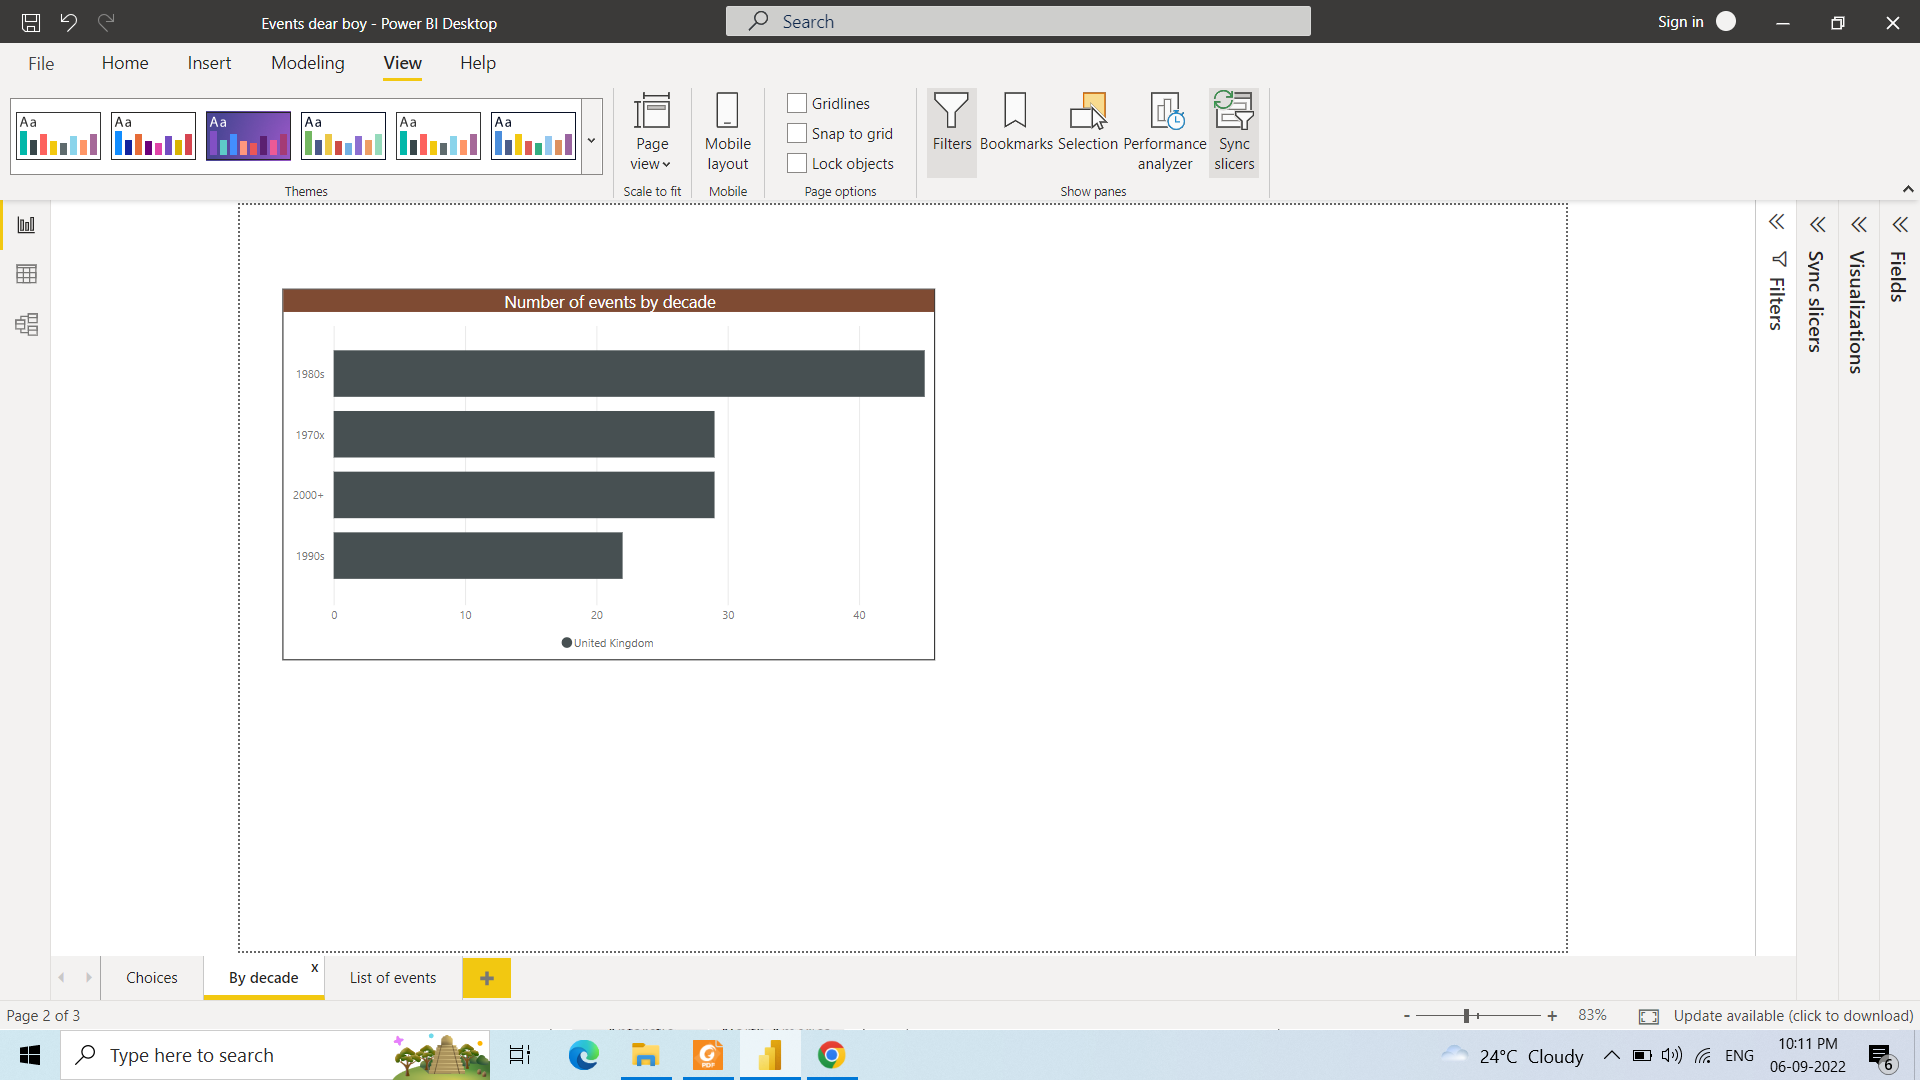 Events dear boy - Power BI Desktop
Search
Sign in
File
Home
Insert
Modeling
View
Help
Aa
Aa
Aa
Aa
Aa
Aa
Themes
Page view
Scale to fit
Mobile layout
Mobile
Gridlines
Snap to grid
Lock objects
Page options
Filters
Bookmarks
Selection
Performance analyzer
Sync slicers
Show panes
Filters
Sync slicers
Visualizations
Fields
Number of events by decade
1980s
1970x
2000+
1990s
0 10 20 30 40
United Kingdom
Choices
By decade
x
List of events
+
Page 2 of 3
- + 83%
Update available (click to download)
Type here to search
PDF
24°C Cloudy
ENG
10:11 PM
06-09-2022
6